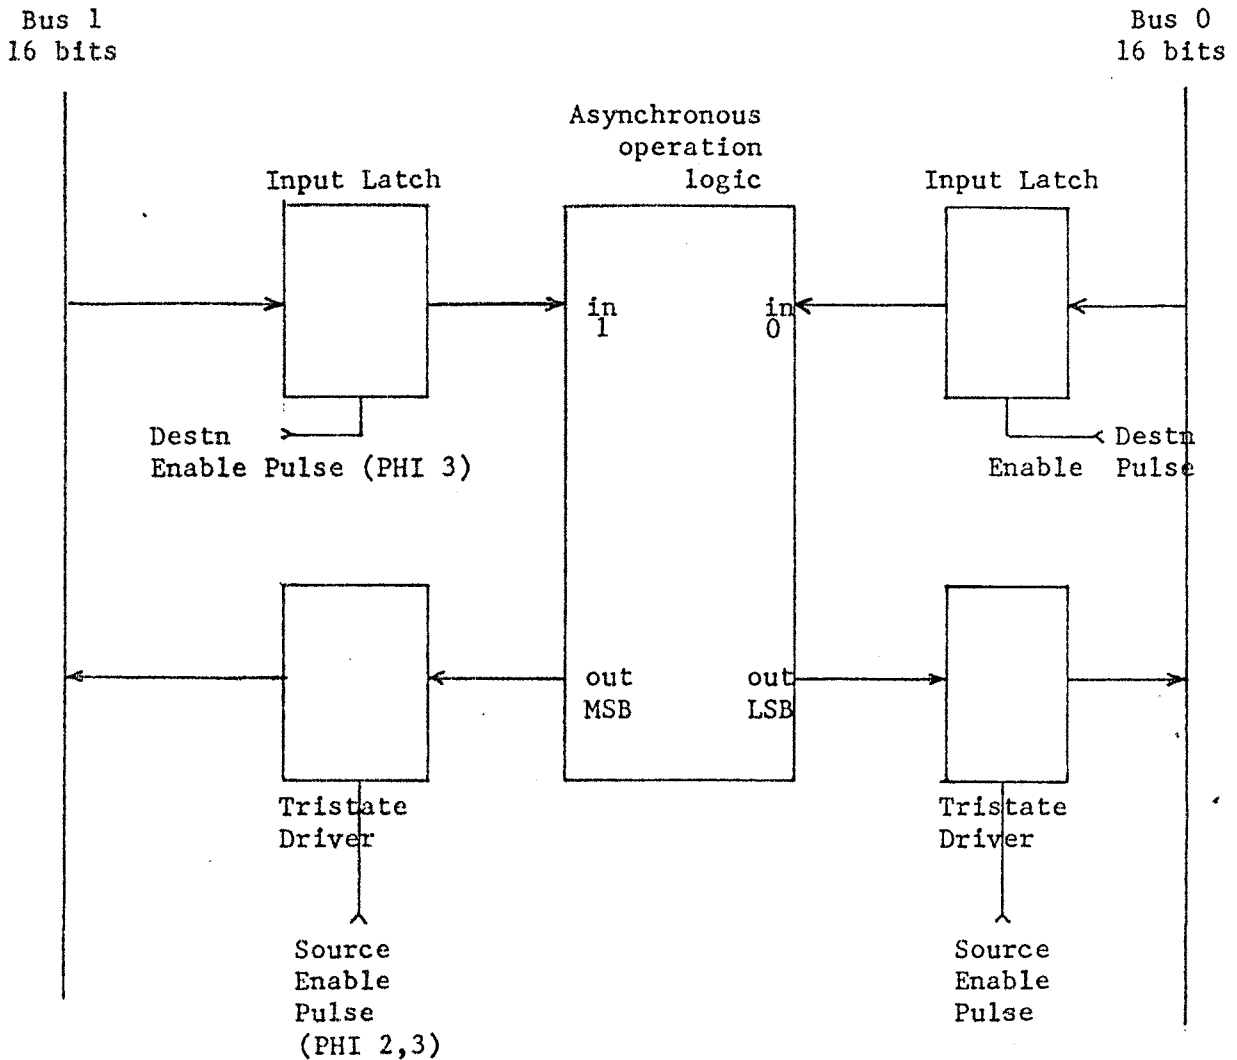 Bus 1
16 bits
Bus 0
16 bits
Asynchronous
operation
logic
Input Latch
Input Latch
in
1
in
0
Destn
Enable Pulse (PHI 3)
Destn
Enable Pulse
out
MSB
out
LSB
Tristate
Driver
Tristate
Driver
Source
Enable
Pulse
(PHI 2,3)
Source
Enable
Pulse